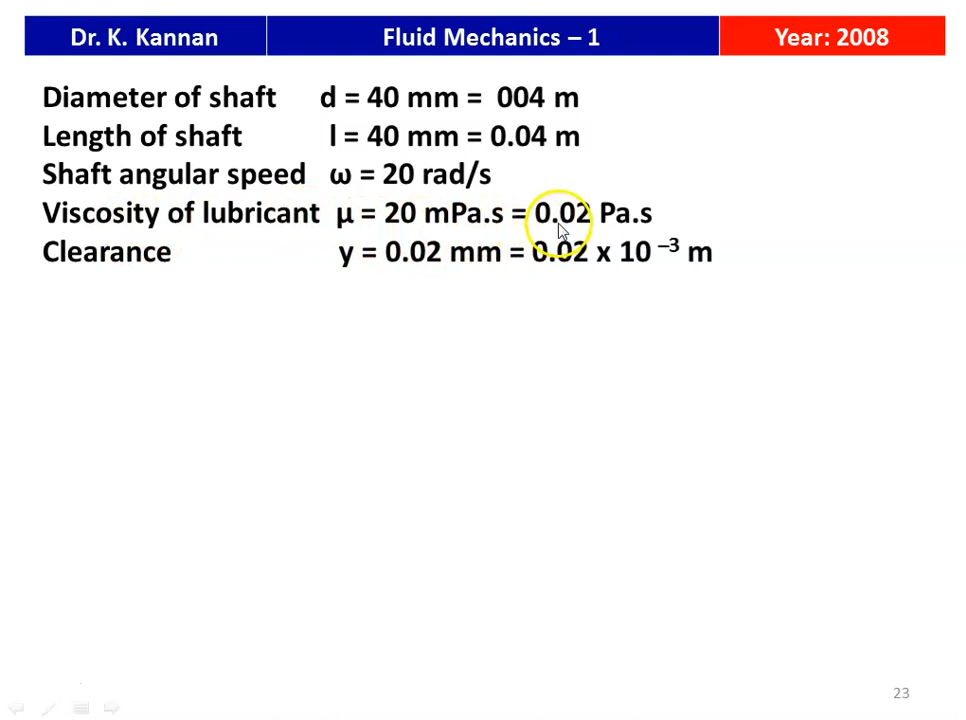 Dr. K. Kannan Fluid Mechanics – 1 Year: 2008
Diameter of shaft d = 40 mm = 004 m
Length of shaft l = 40 mm = 0.04 m
Shaft angular speed ω = 20 rad/s
Viscosity of lubricant μ = 20 mPa.s = 0.02 Pa.s
Clearance y = 0.02 mm = 0.02 x 10 ⁻³ m
23